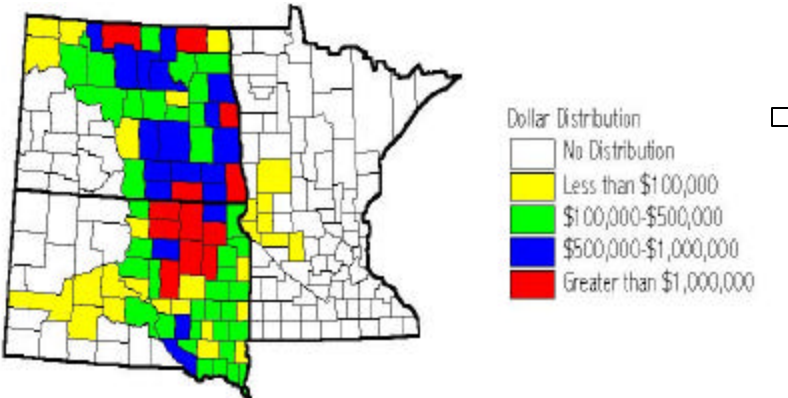 Dollar Distribution
No Distribution
Less than $100,000
$100,000-$500,000
$500,000-$1,000,000
Greater than $1,000,000